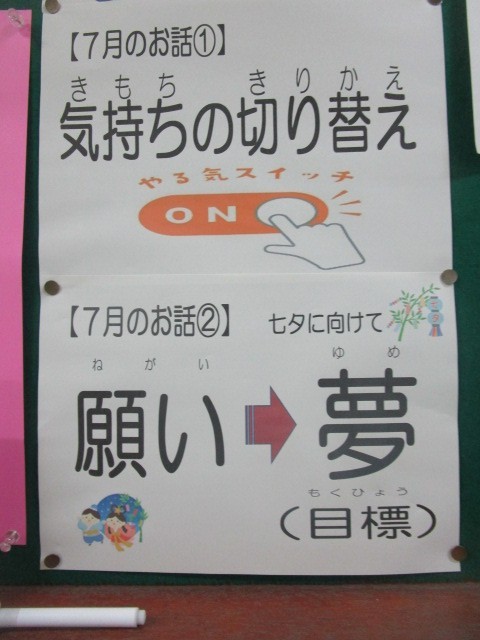 【7月のお話①】
きもち きりかえ
気持ちの切り替え
やる気スイッチ
ON
【7月のお話②】
七夕に向けて
ねがい
ゆめ
願い
夢
もくひょう
（目標）